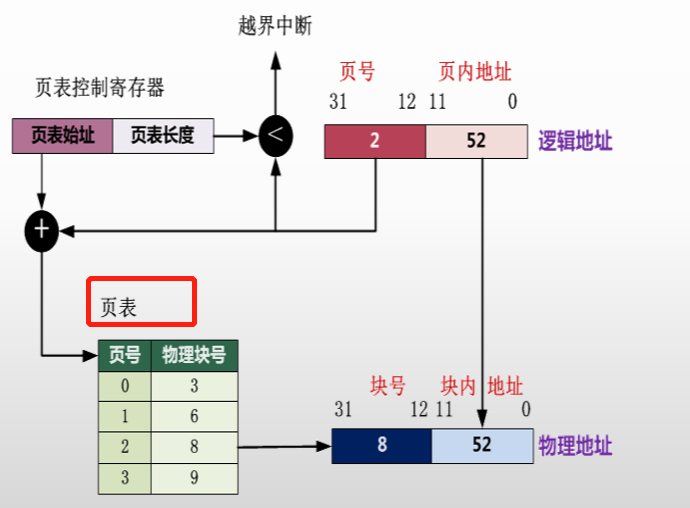 越界中断
页表控制寄存器
页表始址 页表长度
<
页号 页内地址
31 12 11 0
2 52 逻辑地址
+
页表
页号 物理块号
0 3
1 6
2 8
3 9
块号 块内 地址
31 12 11 0
8 52 物理地址